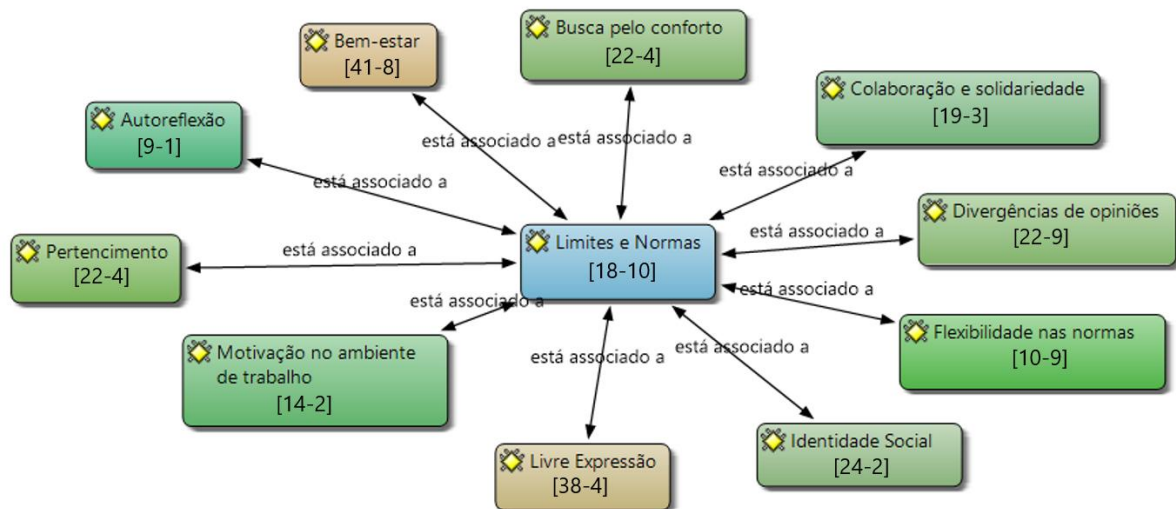 Busca pelo conforto
[22-4]
Bem-estar
[41-8]
Colaboração e solidariedade
[19-3]
Autoreflexão
[9-1]
está associado a
está associado a
está associado a
está associado a
Divergências de opiniões
[22-9]
está associado a
Limites e Normas
[18-10]
Pertencimento
[22-4]
está associado a
está associado a
está associado a
Flexibilidade nas normas
[10-9]
Motivação no ambiente
de trabalho
[14-2]
está associado a
está associado a
Identidade Social
[24-2]
Livre Expressão
[38-4]